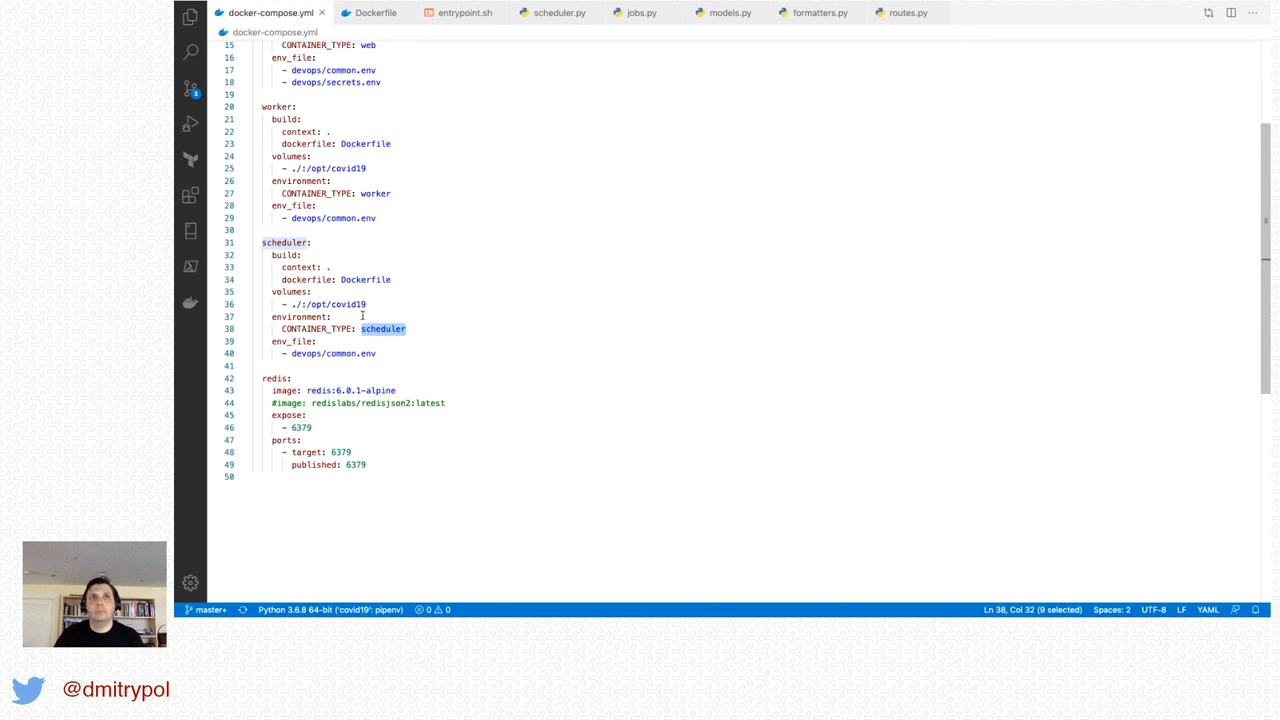 docker-compose.yml × Dockerfile entrypoint.sh scheduler.py jobs.py models.py formatters.py routes.py ...
docker-compose.yml
15 CONTAINER_TYPE: web
16 env_file:
17 - devops/common.env
18 - devops/secrets.env
19
20 worker:
21 build:
22 context: .
23 dockerfile: Dockerfile
24 volumes:
25 - ./:/opt/covid19
26 environment:
27 CONTAINER_TYPE: worker
28 env_file:
29 - devops/common.env
30
31 scheduler:
32 build:
33 context: .
34 dockerfile: Dockerfile
35 volumes:
36 - ./:/opt/covid19
37 environment:
38 CONTAINER_TYPE: scheduler
39 env_file:
40 - devops/common.env
41
42 redis:
43 image: redis:6.0.1-alpine
44 #image: redislabs/redisjson2:latest
45 expose:
46 - 6379
47 ports:
48 - target: 6379
49 published: 6379
50
3
master+ Python 3.6.8 64-bit ('covid19': pipenv) 0 0 Ln 38, Col 32 (9 selected) Spaces: 2 UTF-8 LF YAML
@dmitrypol